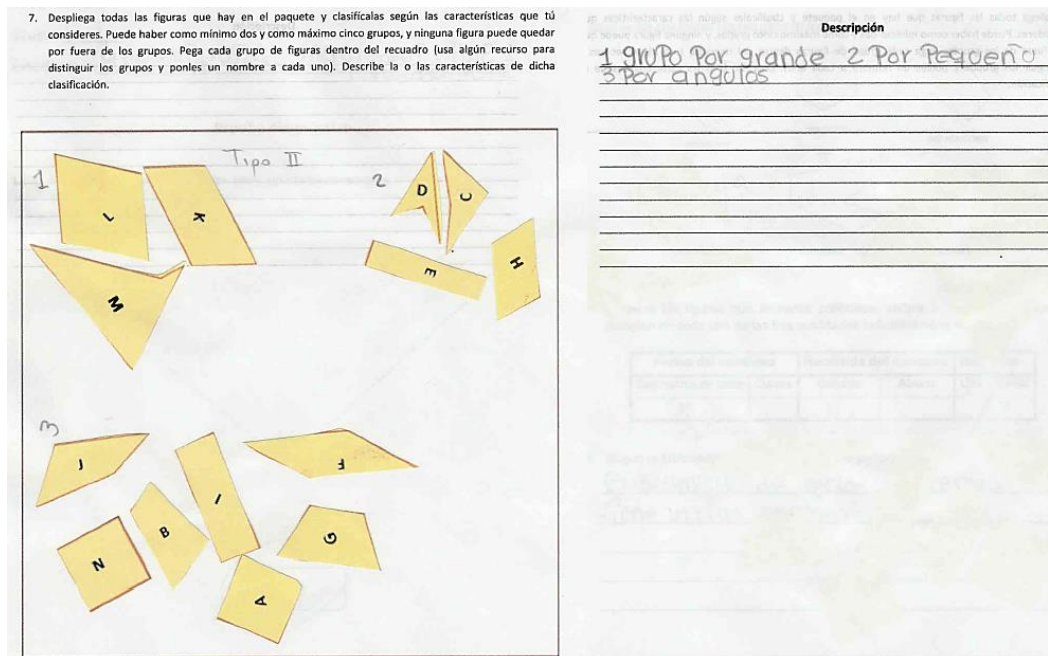 7. Despliega todas las figuras que hay en el paquete y clasifícalas según las características que tú
consideres. Puede haber como mínimo dos y como máximo cinco grupos, y ninguna figura puede quedar
por fuera de los grupos. Pega cada grupo de figuras dentro del recuadro (usa algún recurso para
distinguir los grupos y ponles un nombre a cada uno). Describe la o las características de dicha
clasificación.
Tipo II
1
L
K
M
2
D
C
E
H
3
J
I
F
B
G
N
A
Descripción
1 grupo Por grande 2 Por Pequeño
3 Por angulos